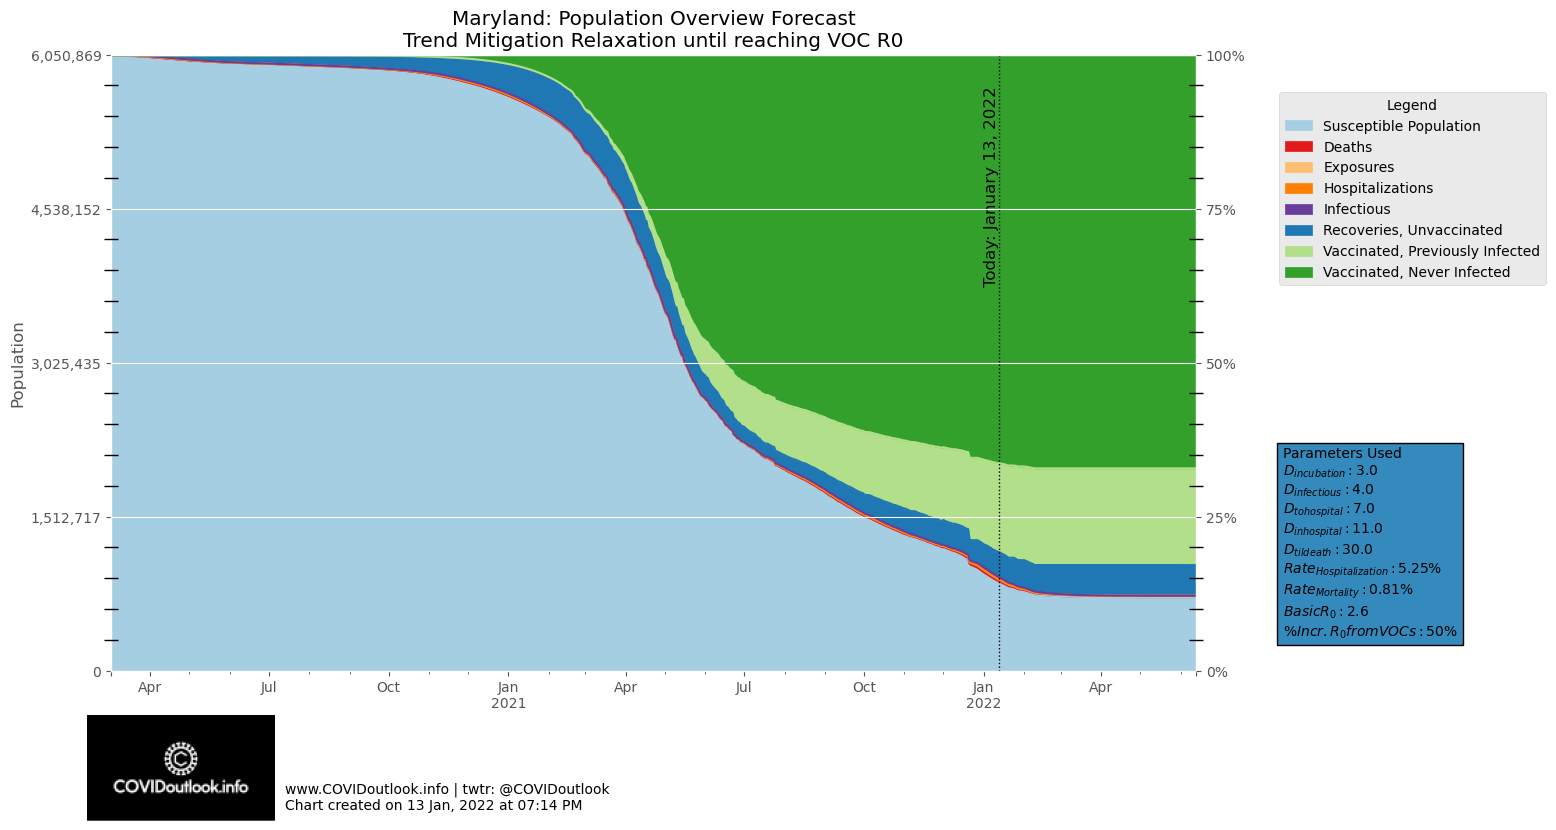 Maryland: Population Overview Forecast
Trend Mitigation Relaxation until reaching VOC R0
6,050,869
4,538,152
3,025,435
1,512,717
0
Population
100%
75%
50%
25%
0%
Today: January 13, 2022
Apr
Jul
Oct
Jan
2021
Apr
Jul
Oct
Jan
2022
Apr
Legend
Susceptible Population
Deaths
Exposures
Hospitalizations
Infectious
Recoveries, Unvaccinated
Vaccinated, Previously Infected
Vaccinated, Never Infected
Parameters Used
D_incubation : 3.0
D_infectious : 4.0
D_tohospital : 7.0
D_inhospital : 11.0
D_tildeath : 30.0
Rate_Hospitalization : 5.25%
Rate_Mortality : 0.81%
BasicR_0 : 2.6
%Incr. R_0fromVOCs : 50%
COVIDoutlook.info
www.COVIDoutlook.info | twtr: @COVIDoutlook
Chart created on 13 Jan, 2022 at 07:14 PM